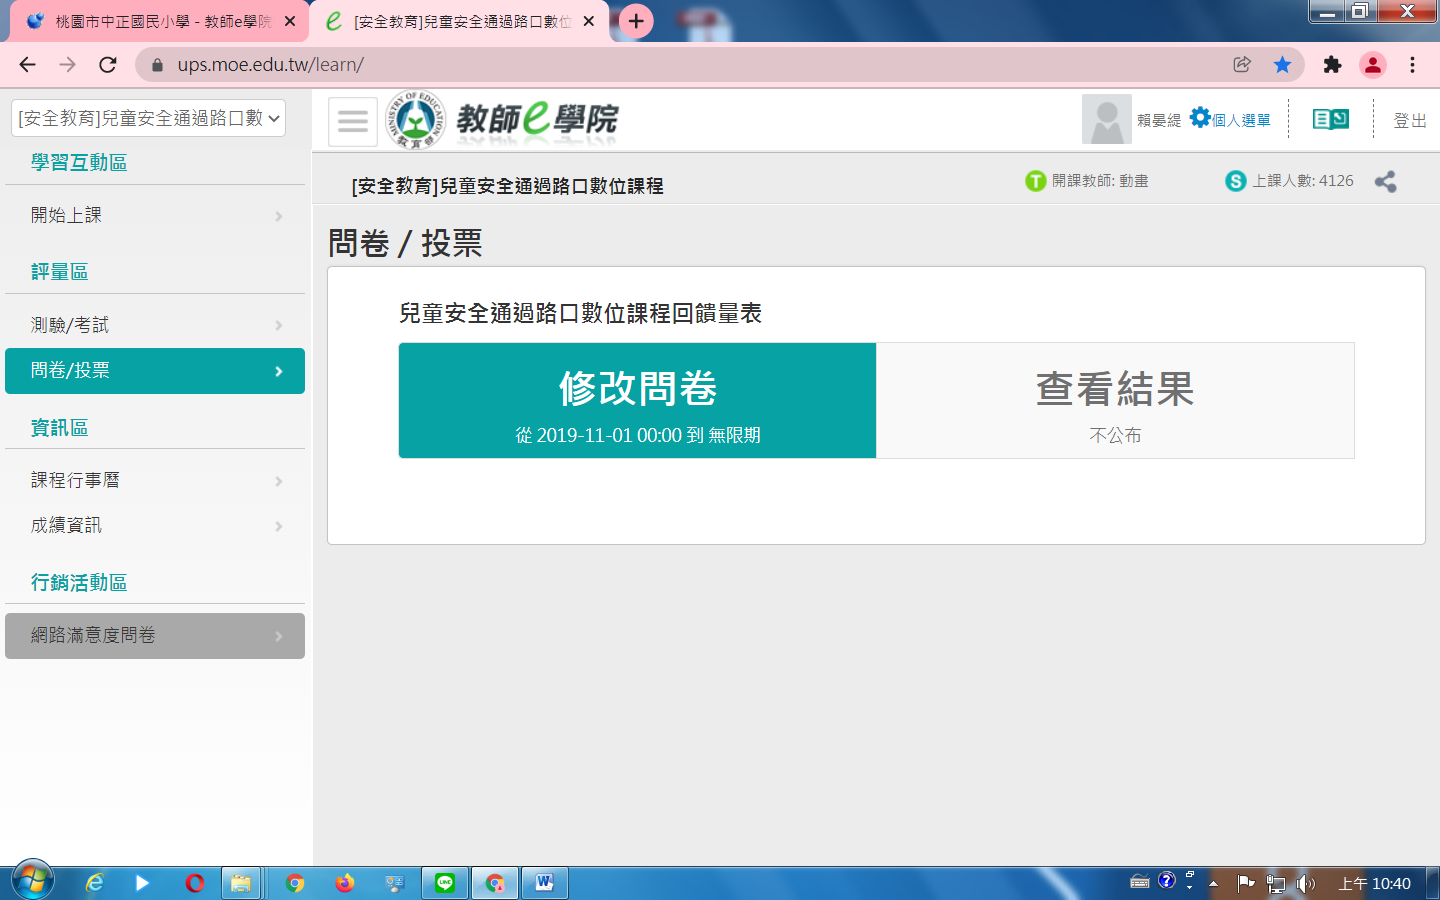 桃園市中正國民小學 - 教師e學院
[安全教育]兒童安全通過路口數位
ups.moe.edu.tw/learn/
[安全教育]兒童安全通過路口數
學習互動區
開始上課
評量區
測驗/考試
問卷/投票
資訊區
課程行事曆
成績資訊
行銷活動區
網路滿意度問卷
MINISTRY OF EDUCATION
教育部
教師e學院
賴晏緹
個人選單
登出
[安全教育]兒童安全通過路口數位課程
T 開課教師: 動畫
S 上課人數: 4126
問卷 / 投票
兒童安全通過路口數位課程回饋量表
修改問卷
從 2019-11-01 00:00 到 無限期
查看結果
不公布
LINE
W
上午 10:40